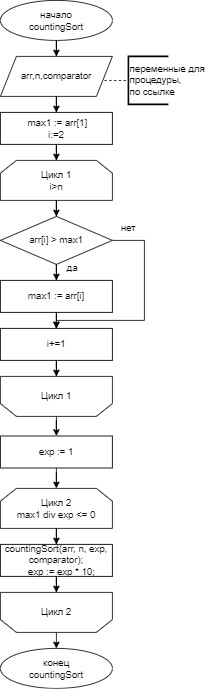 начало
countingSort
arr,n,comparator
переменные для
процедуры,
по ссылке
max1 := arr[1]
i:=2
Цикл 1
i>n
нет
arr[i] > max1
да
max1 := arr[i]
i+=1
Цикл 1
exp := 1
Цикл 2
max1 div exp <= 0
countingSort(arr, n, exp,
comparator);
exp := exp * 10;
Цикл 2
конец
countingSort